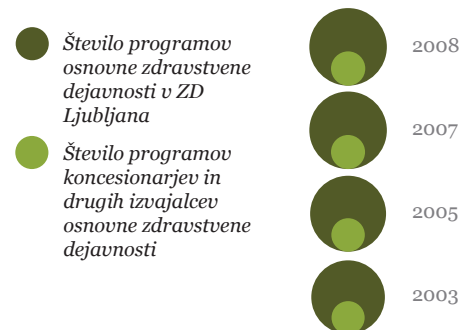 Število programov
osnovne zdravstvene
dejavnosti v ZD
Ljubljana
Število programov
koncesionarjev in
drugih izvajalcev
osnovne zdravstvene
dejavnosti
2008
2007
2005
2003